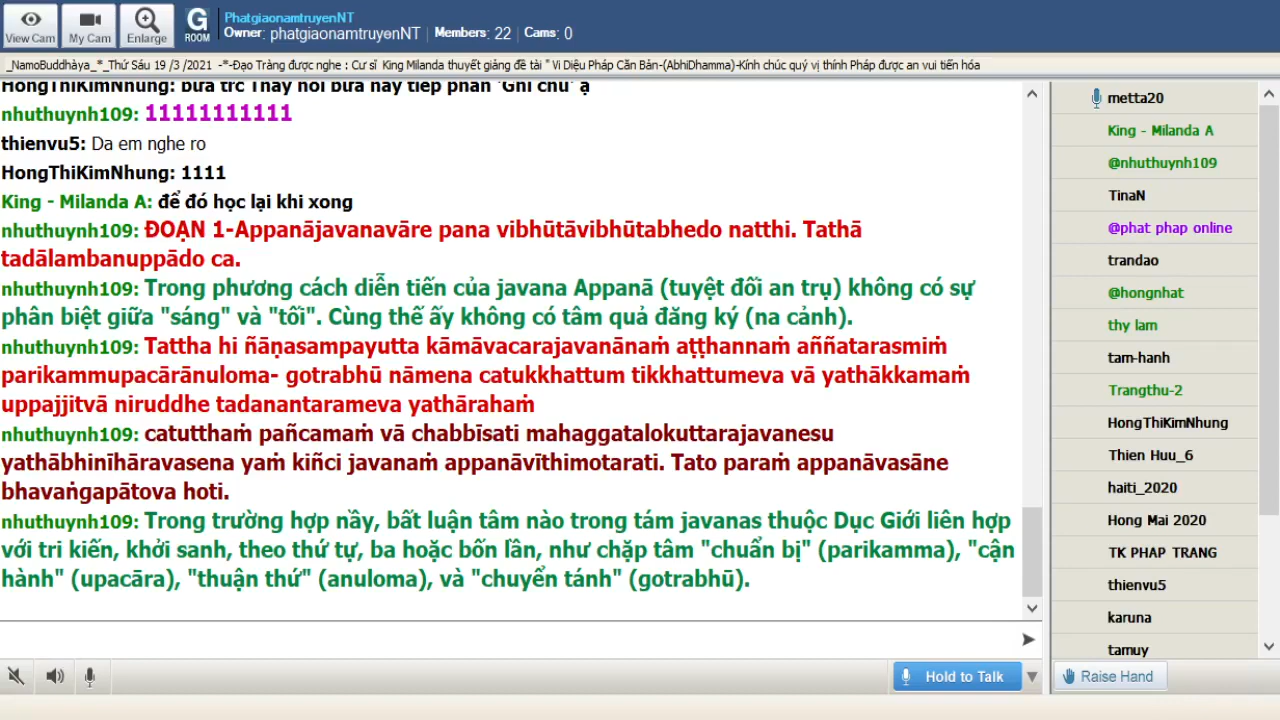 View Cam
My Cam
Enlarge
G
ROOM
PhatgiaonamtruyenNT
Owner: phatgiaonamtruyenNT | Members: 22 | Cams: 0
_NamoBuddhàya_*_Thứ Sáu 19 /3 /2021 -*-Đạo Tràng được nghe : Cư sĩ King Milanda thuyết giảng đề tài " Vi Diệu Pháp Căn Bản-(AbhiDhamma)-Kính chúc quý vị thính Pháp được an vui tiến hóa
HongThiKimNhung: bữa trc Thầy nói bữa nay tiếp phần 'Ghi chú' ạ
nhuthuynh109: 11111111111
thienvu5: Da em nghe ro
HongThiKimNhung: 1111
King - Milanda A: để đó học lại khi xong
nhuthuynh109: ĐOẠN 1-Appanājavanavāre pana vibhūtāvibhūtabhedo natthi. Tathā
tadālambanuppādo ca.
nhuthuynh109: Trong phương cách diễn tiến của javana Appanā (tuyệt đối an trụ) không có sự
phân biệt giữa "sáng" và "tối". Cùng thế ấy không có tâm quả đăng ký (na cảnh).
nhuthuynh109: Tattha hi ñāṇasampayutta kāmāvacarajavanānaṁ aṭṭhannaṁ aññatarasmiṁ
parikammupacārānuloma- gotrabhū nāmena catukkhattum tikkhattumeva vā yathākkamaṁ
uppajjitvā niruddhe tadanantarameva yathārahaṁ
nhuthuynh109: catutthaṁ pañcamaṁ vā chabbīsati mahaggatalokuttarajavanesu
yathābhinīhāravasena yaṁ kiñci javanaṁ appanāvīthimotarati. Tato paraṁ appanāvasāne
bhavaṅgapātova hoti.
nhuthuynh109: Trong trường hợp nầy, bất luận tâm nào trong tám javanas thuộc Dục Giới liên hợp
với tri kiến, khởi sanh, theo thứ tự, ba hoặc bốn lần, như chặp tâm "chuẩn bị" (parikamma), "cận
hành" (upacāra), "thuận thứ" (anuloma), và "chuyển tánh" (gotrabhū).
metta20
King - Milanda A
@nhuthuynh109
TinaN
@phat phap online
trandao
@hongnhat
thy lam
tam-hanh
Trangthu-2
HongThiKimNhung
Thien Huu_6
haiti_2020
Hong Mai 2020
TK PHAP TRANG
thienvu5
karuna
tamuy
Hold to Talk
Raise Hand